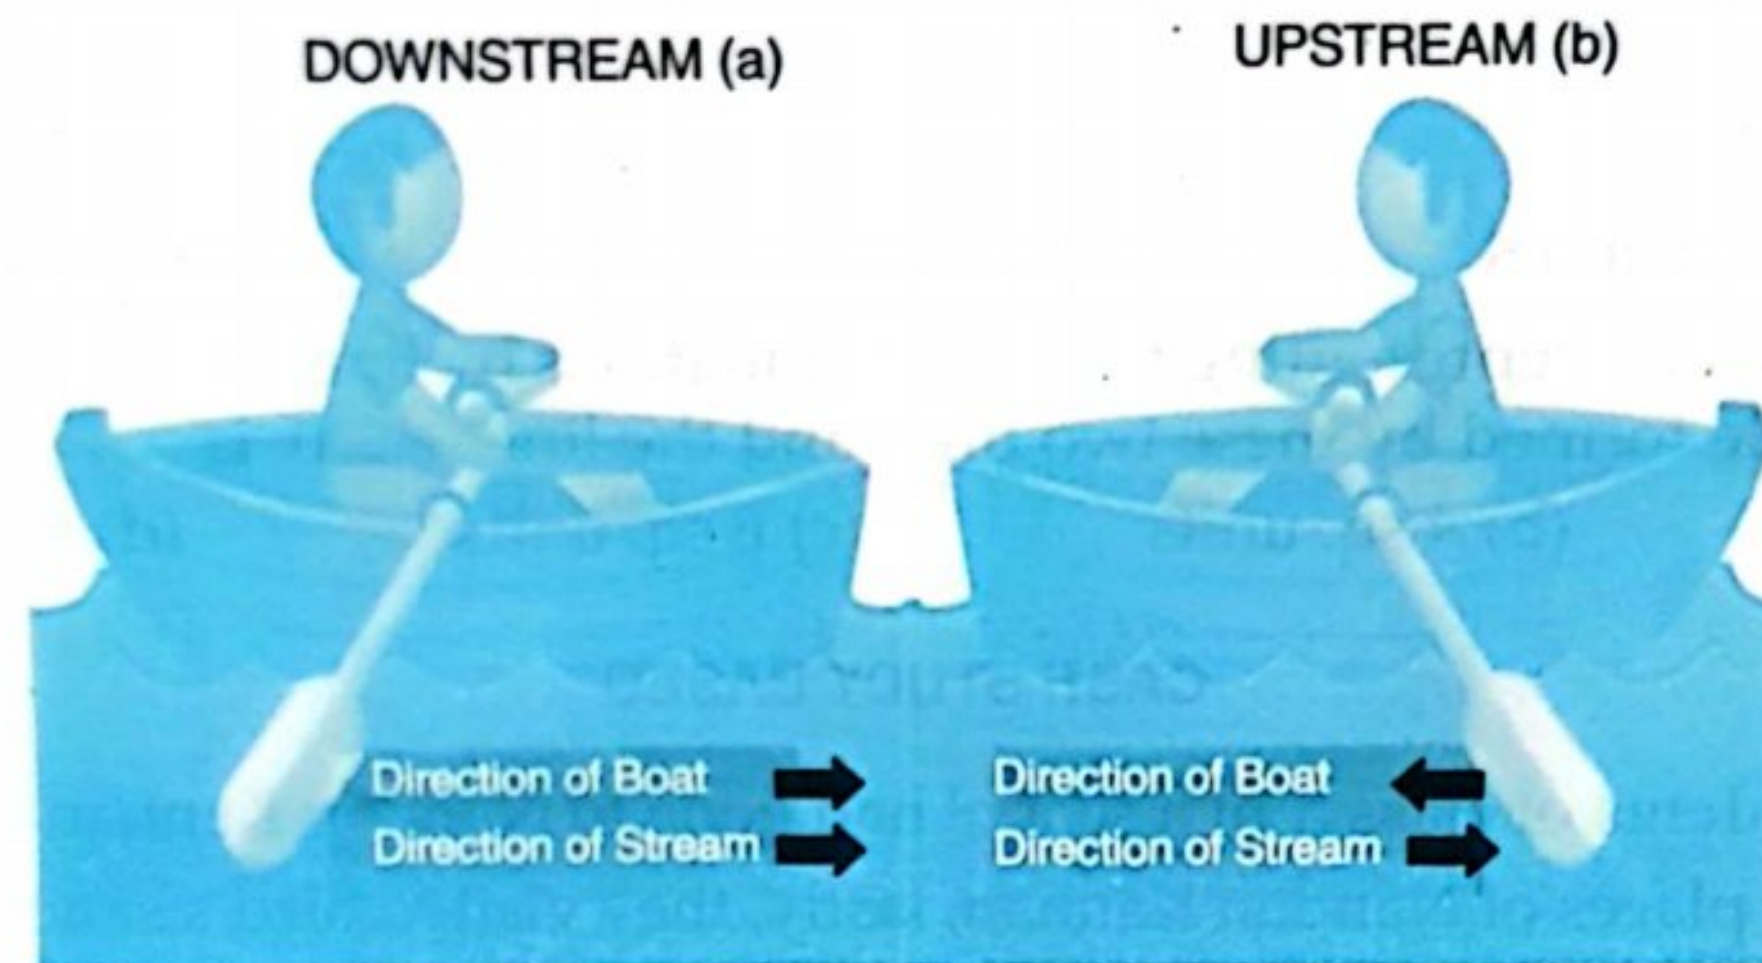 DOWNSTREAM (a)
UPSTREAM (b)
Direction of Boat
Direction of Stream
Direction of Boat
Direction of Stream